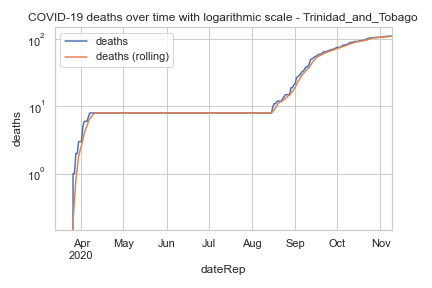 COVID-19 deaths over time with logarithmic scale - Trinidad_and_Tobago
deaths
deaths (rolling)
10²
10¹
10⁰
deaths
Apr May Jun Jul Aug Sep Oct Nov
2020
dateRep